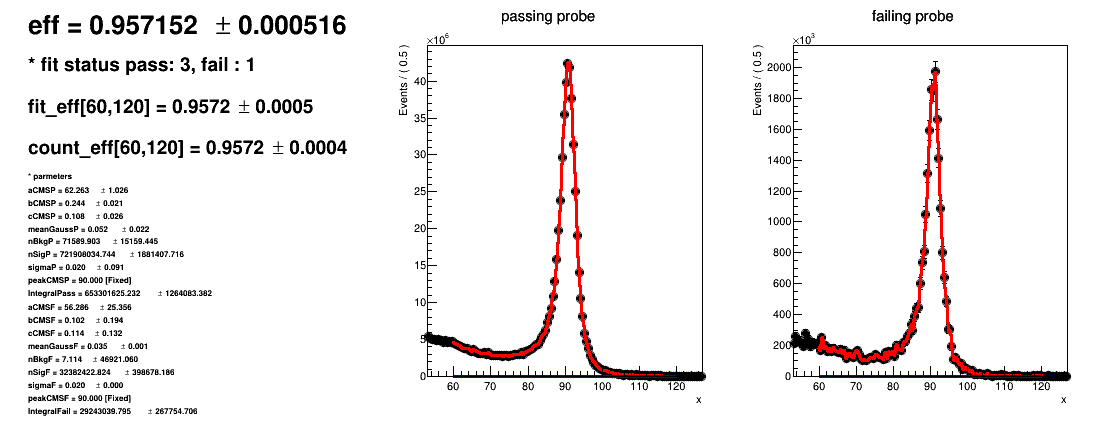 eff = 0.957152 ± 0.000516
* fit status pass: 3, fail : 1
fit_eff[60,120] = 0.9572 ± 0.0005
count_eff[60,120] = 0.9572 ± 0.0004
* parmeters
aCMSP = 62.263 ± 1.026
bCMSP = 0.244 ± 0.021
cCMSP = 0.108 ± 0.026
meanGaussP = 0.052 ± 0.022
nBkgP = 71589.903 ± 15159.445
nSigP = 721908034.744 ± 1881407.716
sigmaP = 0.020 ± 0.091
peakCMSP = 90.000 [Fixed]
IntegralPass = 653301625.232 ± 1264083.382
aCMSF = 56.286 ± 25.356
bCMSF = 0.102 ± 0.194
cCMSF = 0.114 ± 0.132
meanGaussF = 0.035 ± 0.001
nBkgF = 7.114 ± 46921.060
nSigF = 32382422.824 ± 398678.186
sigmaF = 0.020 ± 0.000
peakCMSF = 90.000 [Fixed]
IntegralFail = 29243039.795 ± 267754.706
passing probe
×10⁶
Events / ( 0.5 )
40
35
30
25
20
15
10
5
0
60 70 80 90 100 110 120
x
failing probe
×10³
Events / ( 0.5 )
2000
1800
1600
1400
1200
1000
800
600
400
200
0
60 70 80 90 100 110 120
x